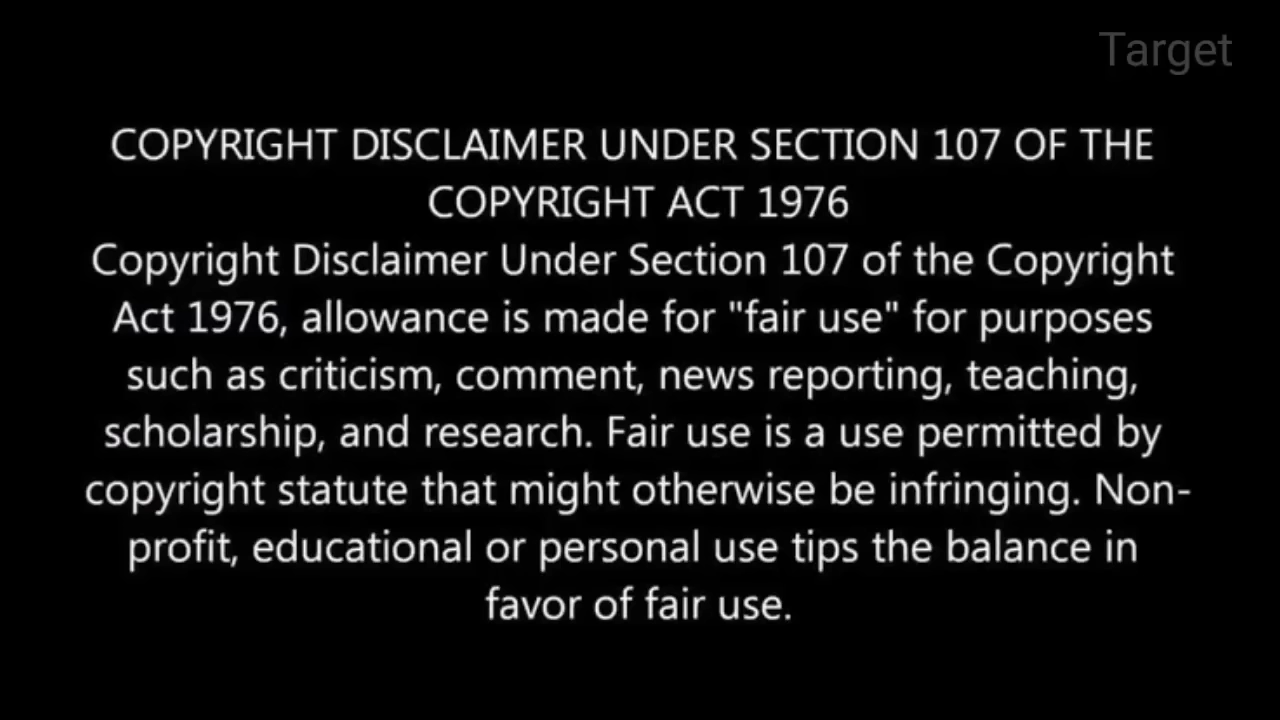 Target
COPYRIGHT DISCLAIMER UNDER SECTION 107 OF THE
COPYRIGHT ACT 1976
Copyright Disclaimer Under Section 107 of the Copyright
Act 1976, allowance is made for "fair use" for purposes
such as criticism, comment, news reporting, teaching,
scholarship, and research. Fair use is a use permitted by
copyright statute that might otherwise be infringing. Non-
profit, educational or personal use tips the balance in
favor of fair use.